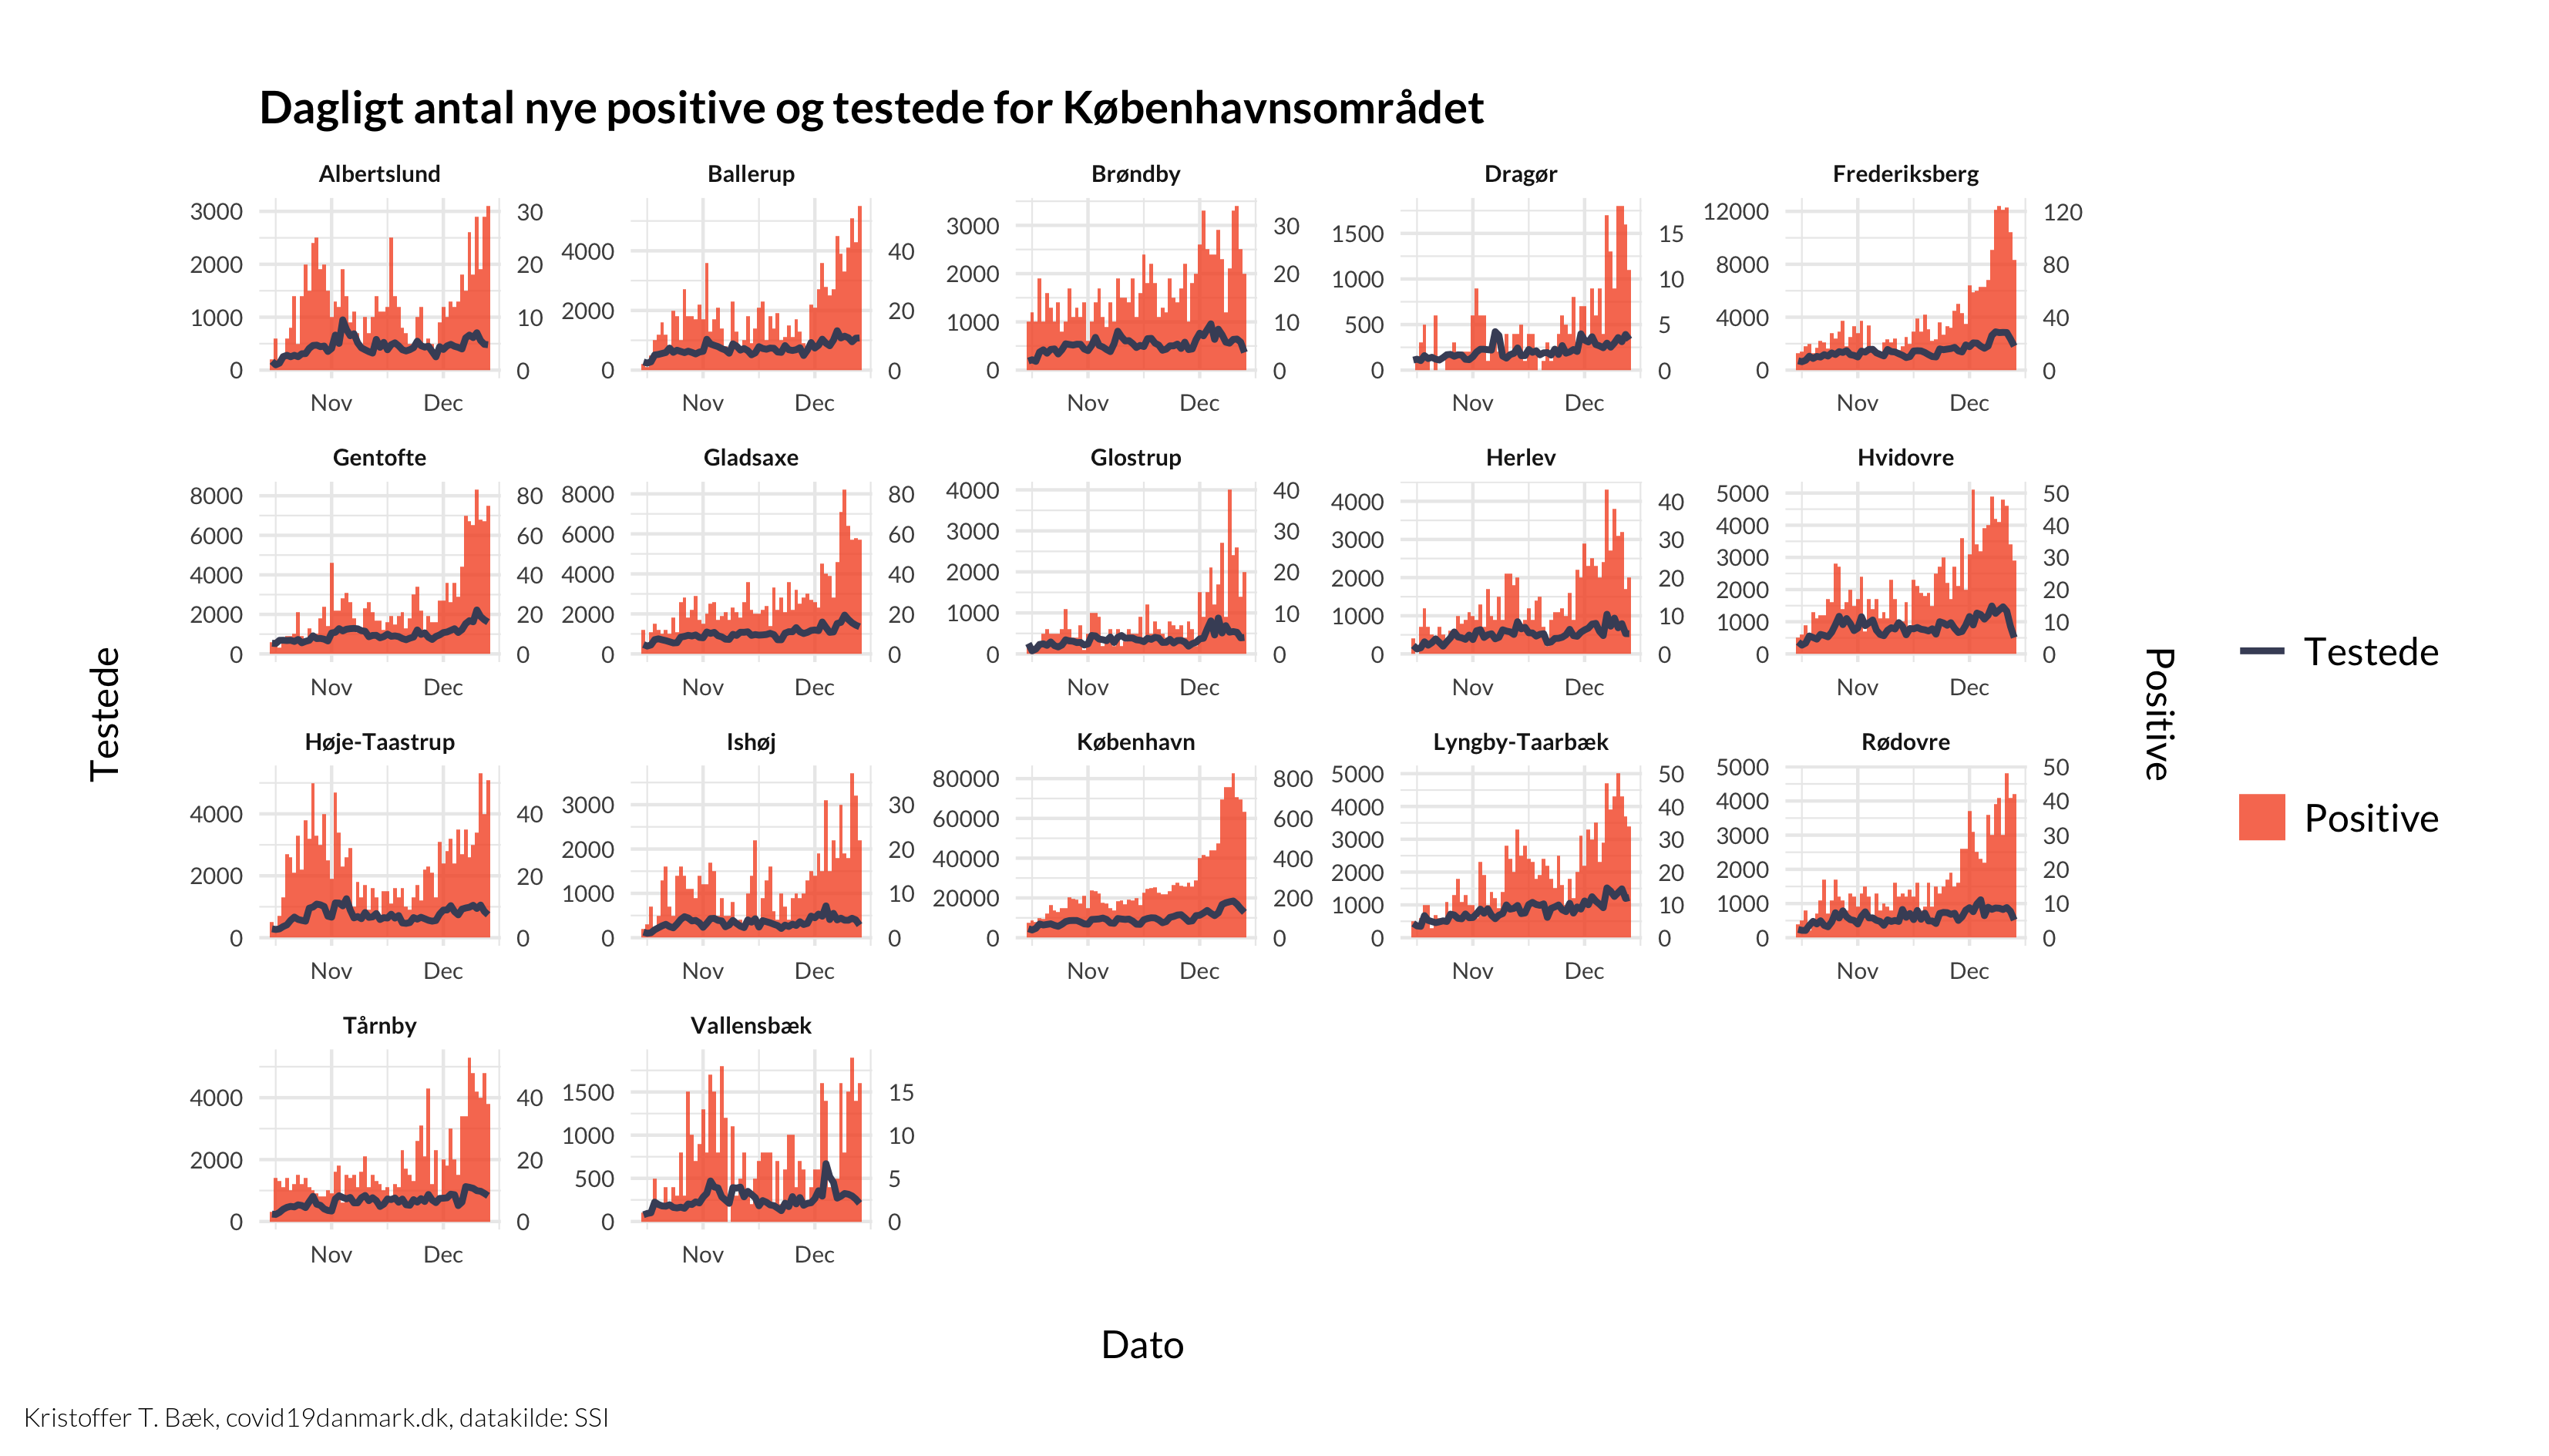 Dagligt antal nye positive og testede for Københavnsområdet
Albertslund Ballerup Brøndby Dragør Frederiksberg
3000 2000 1000 0 30 20 10 0
4000 2000 0 40 20 0
3000 2000 1000 0 30 20 10 0
1500 1000 500 0 15 10 5 0
12000 8000 4000 0 120 80 40 0
Nov Dec Nov Dec Nov Dec Nov Dec Nov Dec
Gentofte Gladsaxe Glostrup Herlev Hvidovre
8000 6000 4000 2000 0 80 60 40 20 0
8000 6000 4000 2000 0 80 60 40 20 0
4000 3000 2000 1000 0 40 30 20 10 0
4000 3000 2000 1000 0 40 30 20 10 0
5000 4000 3000 2000 1000 0 50 40 30 20 10 0
Nov Dec Nov Dec Nov Dec Nov Dec Nov Dec
Høje-Taastrup Ishøj København Lyngby-Taarbæk Rødovre
4000 2000 0 40 20 0
3000 2000 1000 0 30 20 10 0
80000 60000 40000 20000 0 800 600 400 200 0
5000 4000 3000 2000 1000 0 50 40 30 20 10 0
5000 4000 3000 2000 1000 0 50 40 30 20 10 0
Nov Dec Nov Dec Nov Dec Nov Dec Nov Dec
Tårnby Vallensbæk
4000 2000 0 40 20 0
1500 1000 500 0 15 10 5 0
Nov Dec Nov Dec
Testede
Positive
Testede
Positive
Dato
Kristoffer T. Bæk, covid19danmark.dk, datakilde: SSI